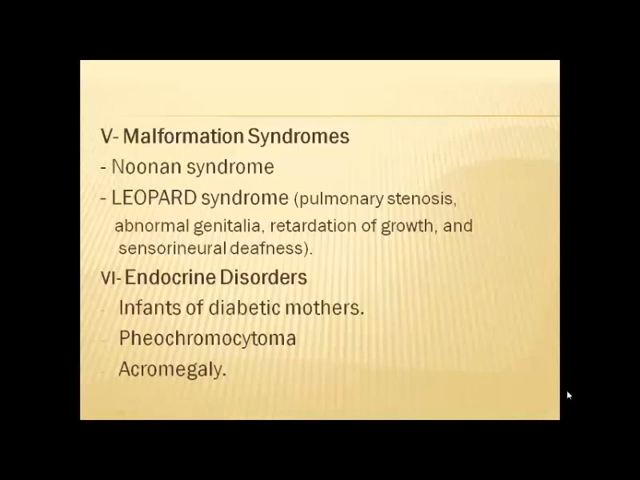 V- Malformation Syndromes
- Noonan syndrome
- LEOPARD syndrome (pulmonary stenosis,
abnormal genitalia, retardation of growth, and
sensorineural deafness).
VI- Endocrine Disorders
- Infants of diabetic mothers.
- Pheochromocytoma
- Acromegaly.